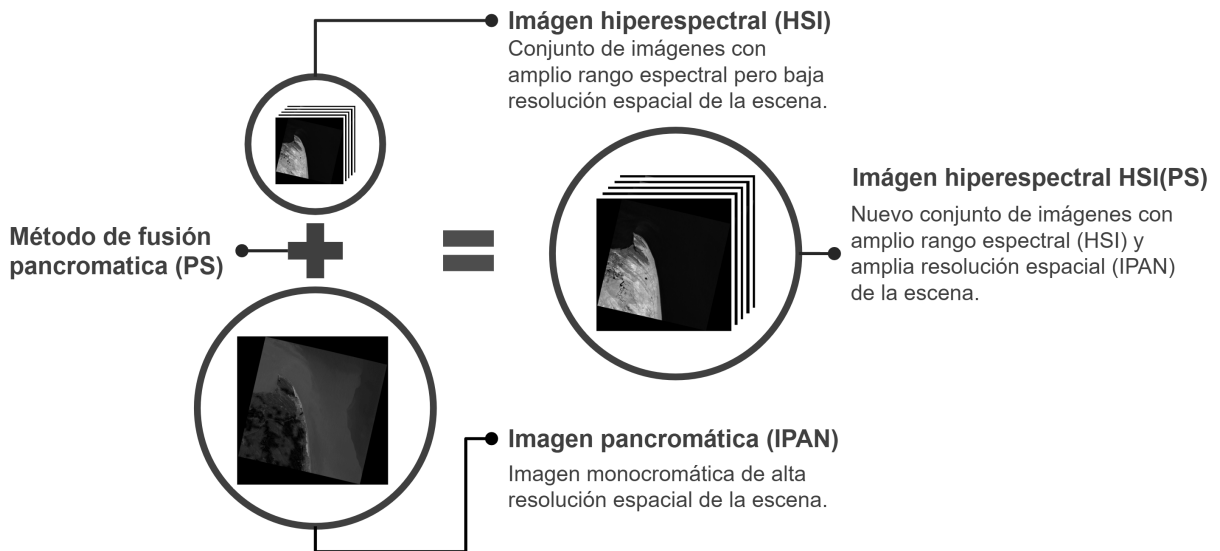 Imágen hiperespectral (HSI)
Conjunto de imágenes con
amplio rango espectral pero baja
resolución espacial de la escena.
Método de fusión
pancromatica (PS)
Imágen hiperespectral HSI(PS)
Nuevo conjunto de imágenes con
amplio rango espectral (HSI) y
amplia resolución espacial (IPAN)
de la escena.
Imagen pancromática (IPAN)
Imagen monocromática de alta
resolución espacial de la escena.